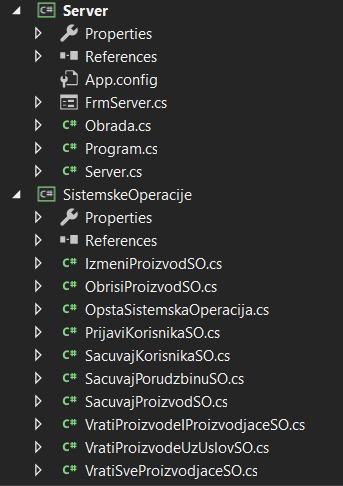 Server
Properties
References
App.config
FrmServer.cs
Obrada.cs
Program.cs
Server.cs
SistemskeOperacije
Properties
References
IzmeniProizvodSO.cs
ObrisiProizvodSO.cs
OpstaSistemskaOperacija.cs
PrijaviKorisnikaSO.cs
SacuvajKorisnikaSO.cs
SacuvajPorudzbinuSO.cs
SacuvajProizvodSO.cs
VratiProizvodeIProizvodjaceSO.cs
VratiProizvodeUzUslovSO.cs
VratiSveProizvodjaceSO.cs